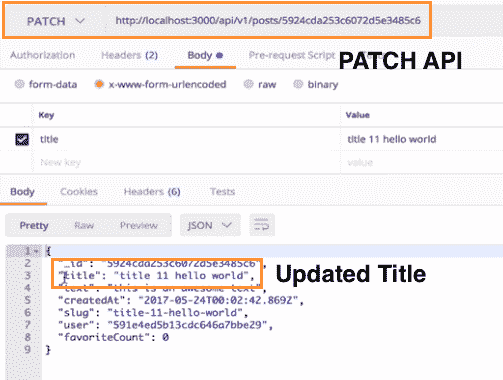 PATCH http://localhost:3000/api/v1/posts/5924cda253c6072d5e3485c6
Authorization Headers (2) Body Pre-request Script
PATCH API
form-data x-www-form-urlencoded raw binary
Key Value
title title 11 hello world
New key value
Body Cookies Headers (6) Tests
Pretty Raw Preview JSON
1 {
2 "_id": "5924cda253c6072d5e3485c6",
3 "title": "title 11 hello world",
Updated Title
4 "text": "this is an awesome text",
5 "createdAt": "2017-05-24T00:02:42.869Z",
6 "slug": "title-11-hello-world",
7 "user": "591e4ed5b13cdc646a7bbe29",
8 "favoriteCount": 0
9 }